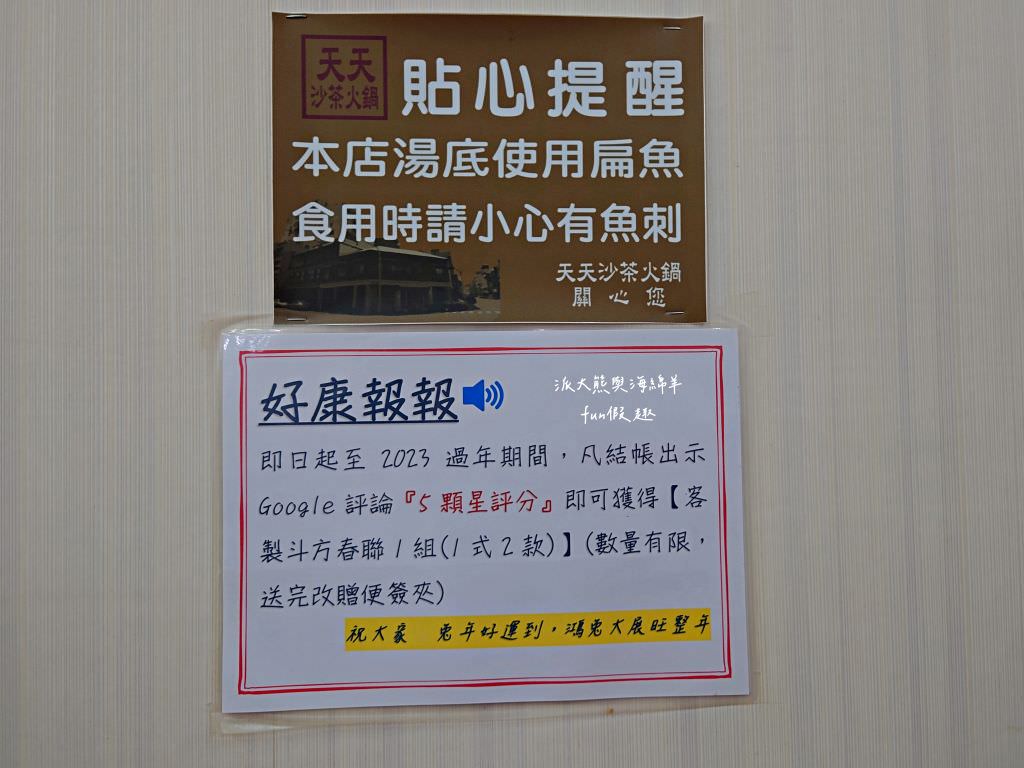 天天
沙茶火鍋
貼心提醒
本店湯底使用扁魚
食用時請小心有魚刺
天天沙茶火鍋
關心您
好康報報
派大熊與海綿羊
fun假趣
即日起至 2023 過年期間，凡結帳出示
Google 評論『5 顆星評分』即可獲得【客
製斗方春聯 1 組(1 式 2 款)】(數量有限，
送完改贈便簽夾)
祝大家 兔年好運到，鴻兔大展旺整年